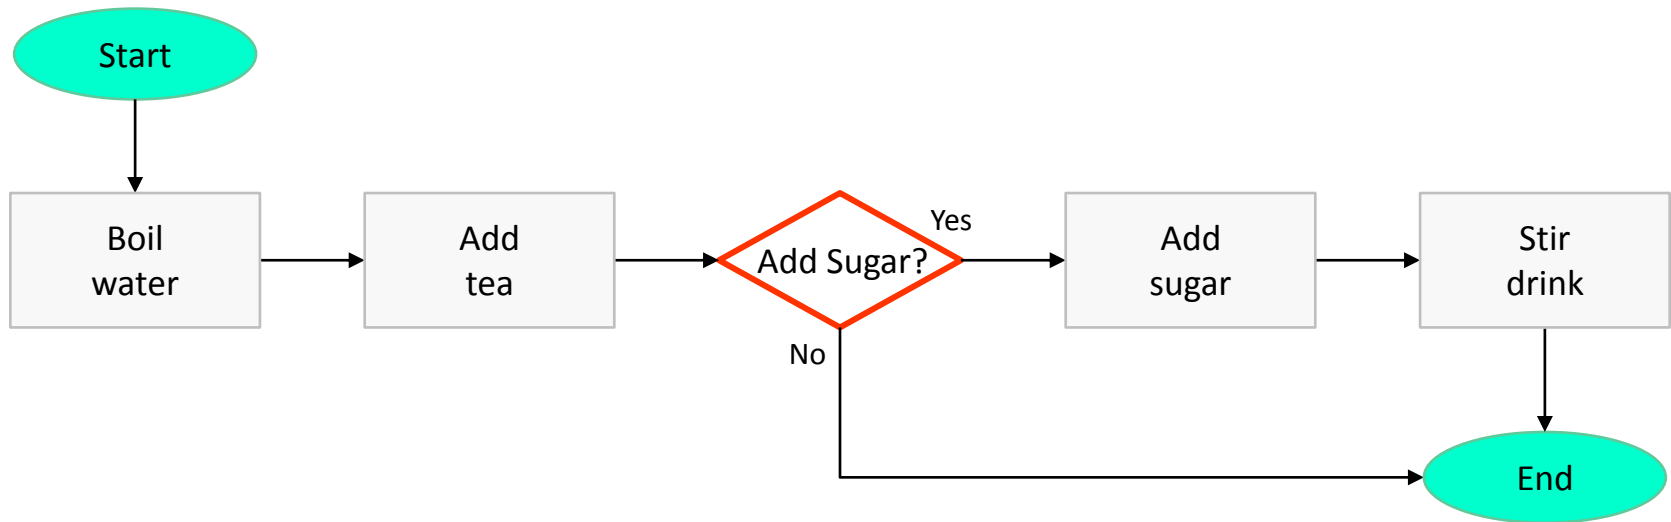 Start
Boil
water
Add
tea
Add Sugar?
Yes
No
Add
sugar
Stir
drink
End